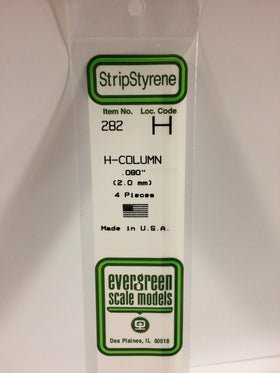 StripStyrene
Item No. Loc. Code
282 H
H-COLUMN
.080"
(2.0 mm)
4 Pieces
Made in U.S.A.
evergreen
scale models
Des Plaines, IL 60018